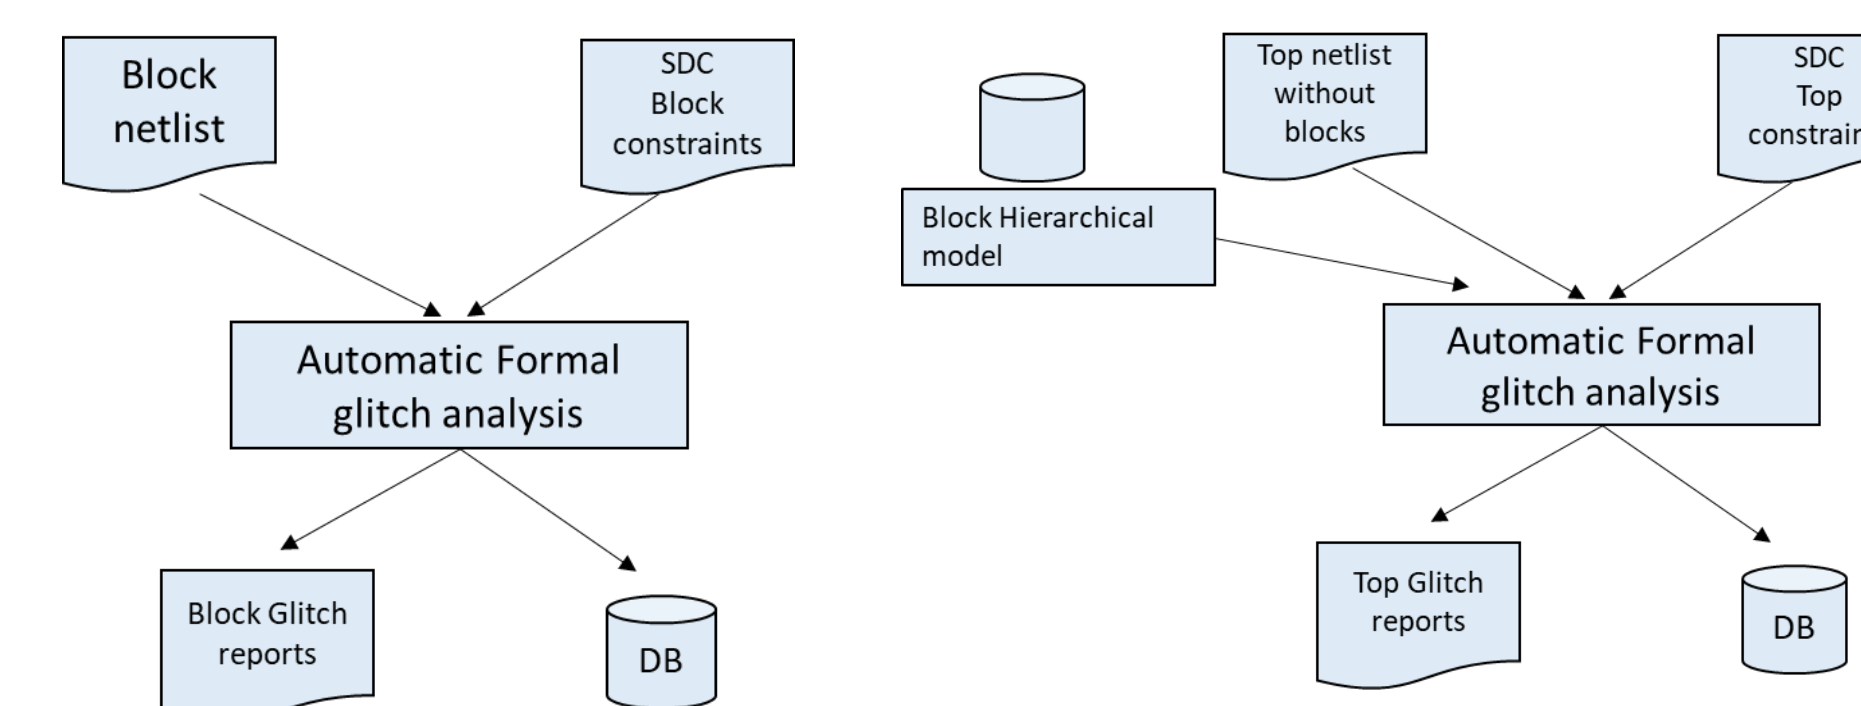 Block
netlist
SDC
Block
constraints
Automatic Formal
glitch analysis
Block Glitch
reports
DB
Top netlist
without
blocks
SDC
Top
Block Hierarchical
model
Automatic Formal
glitch analysis
Top Glitch
reports
DB